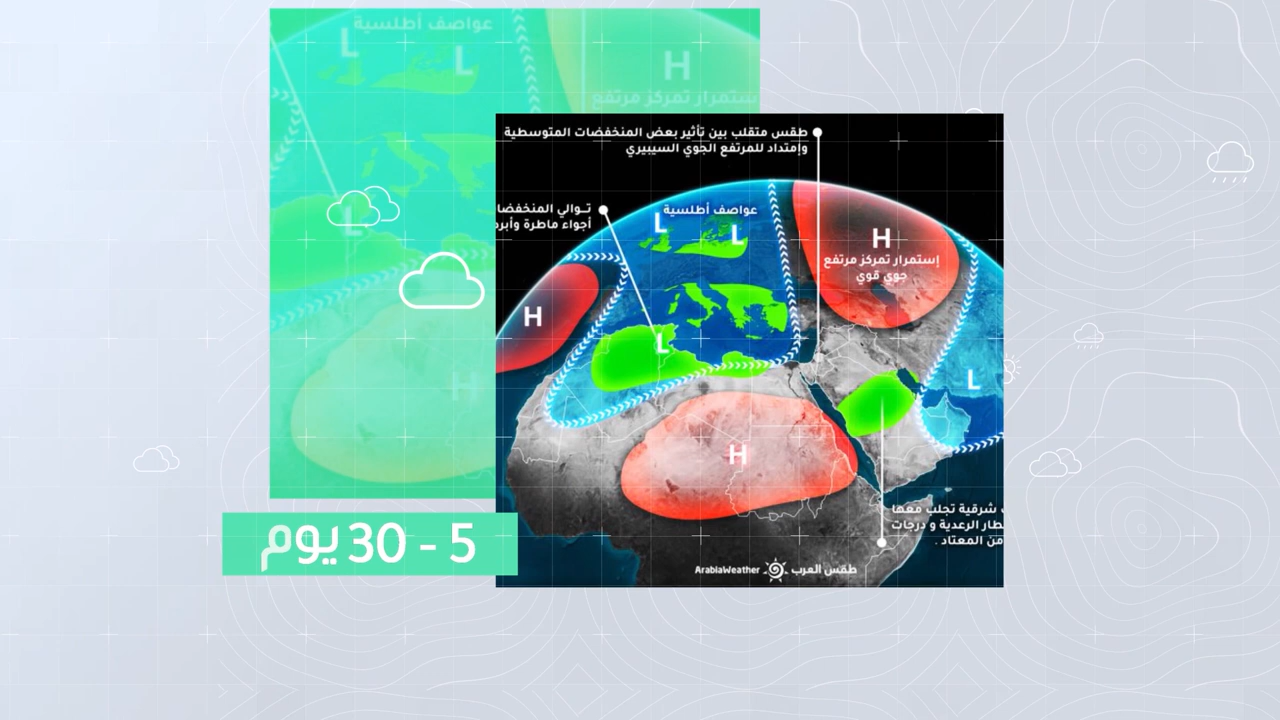 عواصف أطلسية
L
L
H
إستمرار تمركز مرتفع
L
H
طقس متقلب بين تأثير بعض المنخفضات المتوسطية
وإمتداد للمرتفع الجوي السيبيري
تـوالي المنخفضا
أجواء ماطرة وأبر
عواصف أطلسية
L
L
H
إستمرار تمركز مرتفع
جوي قوي
H
L
L
H
شرقية تجلب معها
طار الرعدية و درجات
من المعتاد .
طقس العرب ArabiaWeather
5 - 30 يوم